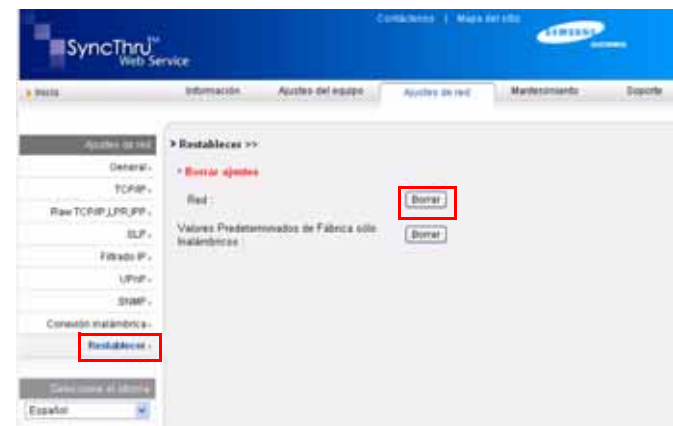 Contáctenos | Mapa del sitio
SAMSUNG
SyncThru™
Web Service
Inicio
Información
Ajustes del equipo
Ajustes de red
Mantenimiento
Soporte
Ajustes de red
General
TCP/IP
Raw TCP/IP,LPR,IPP
SLP
Filtrado IP
UPnP
SNMP
Conexión inalámbrica
Restablecer
Seleccione el idioma
Español
Restablecer >>
Borrar ajustes
Red :
Borrar
Valores Predeterminados de Fábrica sólo
Inalámbricos :
Borrar